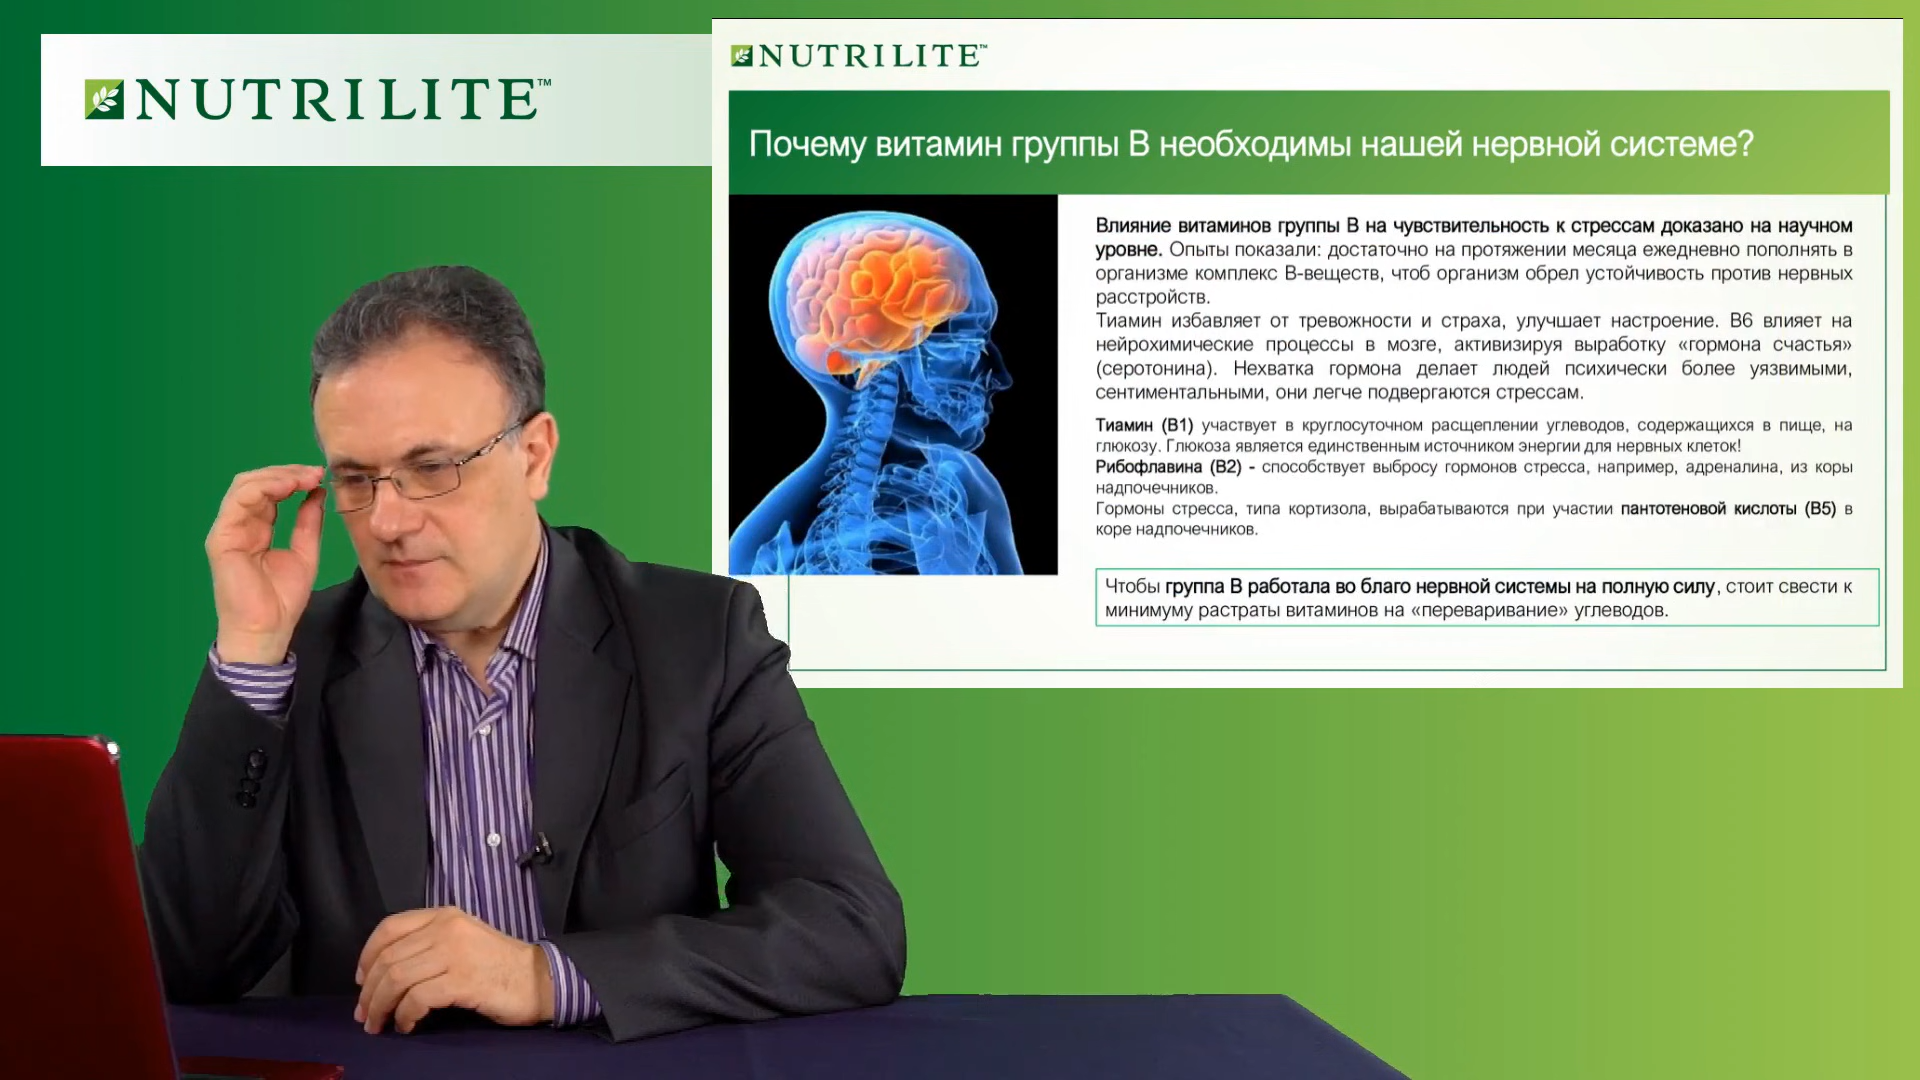 NUTRILITE™
NUTRILITE™
Почему витамин группы В необходимы нашей нервной системе?
Влияние витаминов группы В на чувствительность к стрессам доказано на научном
уровне. Опыты показали: достаточно на протяжении месяца ежедневно пополнять в
организме комплекс В-веществ, чтоб организм обрел устойчивость против нервных
расстройств.
Тиамин избавляет от тревожности и страха, улучшает настроение. В6 влияет на
нейрохимические процессы в мозге, активизируя выработку «гормона счастья»
(серотонина). Нехватка гормона делает людей психически более уязвимыми,
сентиментальными, они легче подвергаются стрессам.
Тиамин (В1) участвует в круглосуточном расщеплении углеводов, содержащихся в пище, на
глюкозу. Глюкоза является единственным источником энергии для нервных клеток!
Рибофлавина (В2) - способствует выбросу гормонов стресса, например, адреналина, из коры
надпочечников.
Гормоны стресса, типа кортизола, вырабатываются при участии пантотеновой кислоты (В5) в
коре надпочечников.
Чтобы группа В работала во благо нервной системы на полную силу, стоит свести к
минимуму растраты витаминов на «переваривание» углеводов.